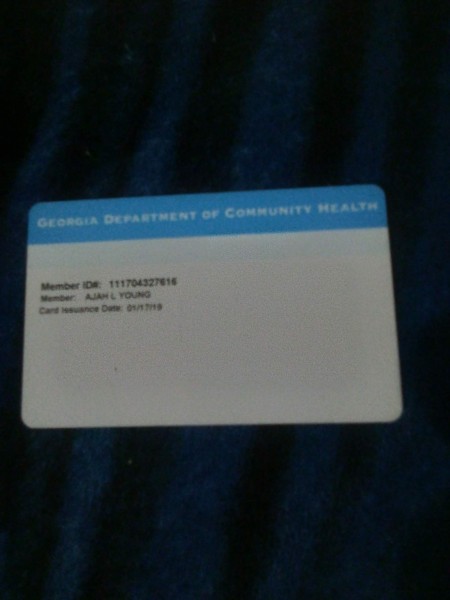 GEORGIA DEPARTMENT OF COMMUNITY HEALTH
Member ID#: 111704327616
Member: AJAH L YOUNG
Card Issuance Date: 01/17/19